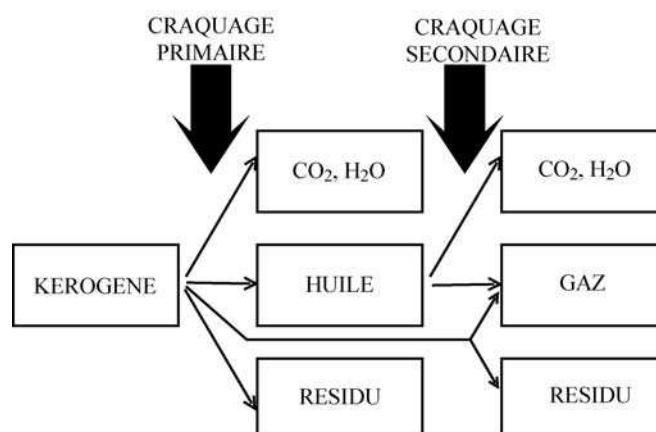 CRAQUAGE
PRIMAIRE
CRAQUAGE
SECONDAIRE
CO₂, H₂O
CO₂, H₂O
KEROGENE
HUILE
GAZ
RESIDU
RESIDU